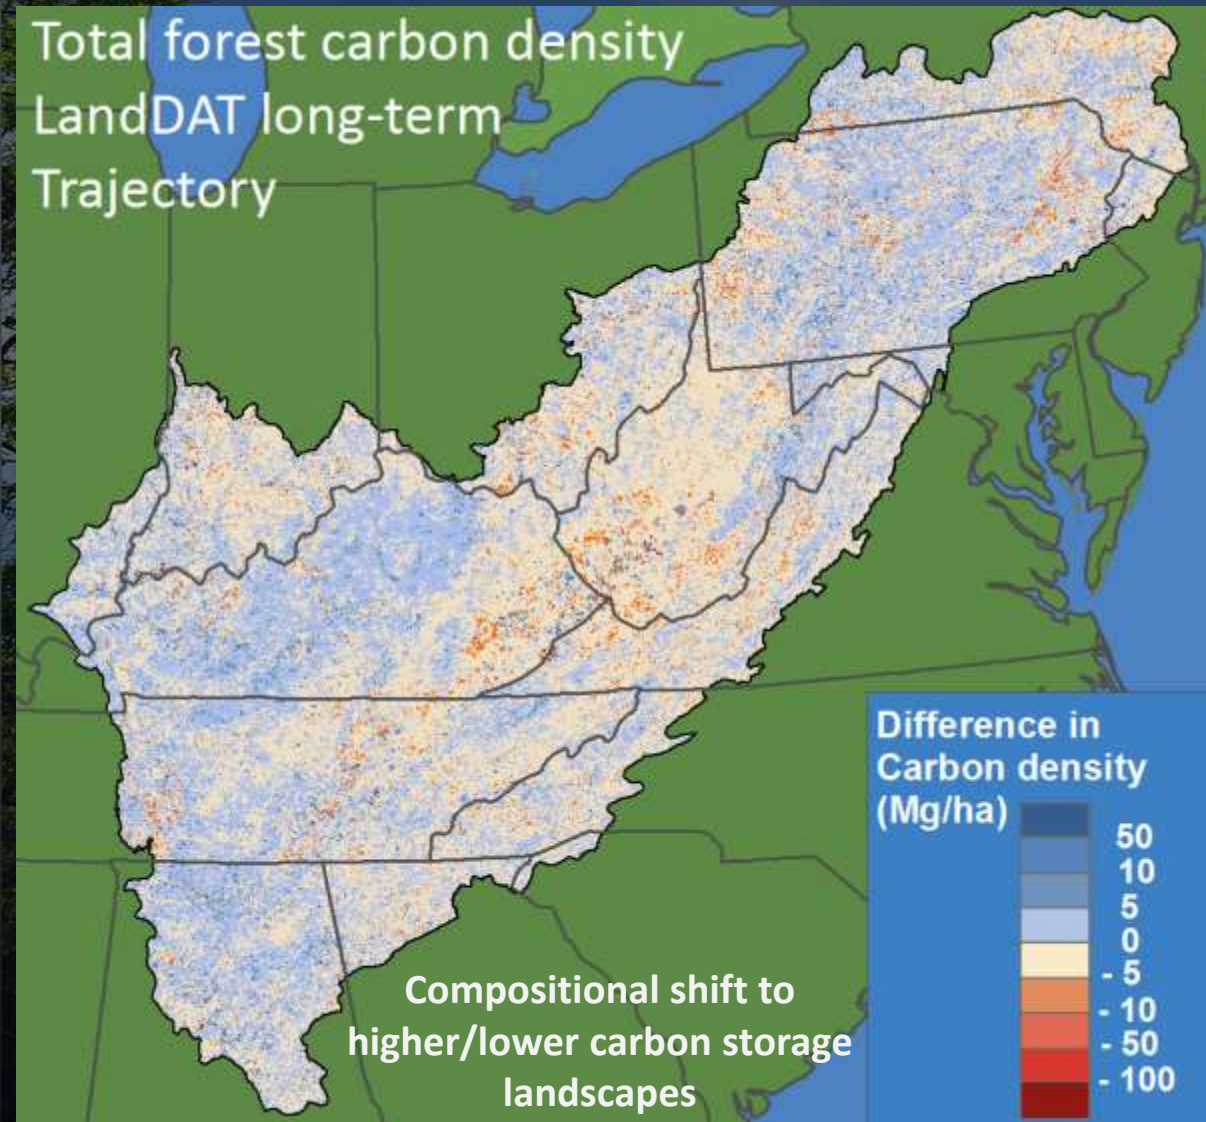 Total forest carbon density
LandDAT long-term
Trajectory
Difference in
Carbon density
(Mg/ha)
50
10
5
0
- 5
- 10
- 50
- 100
Compositional shift to
higher/lower carbon storage
landscapes